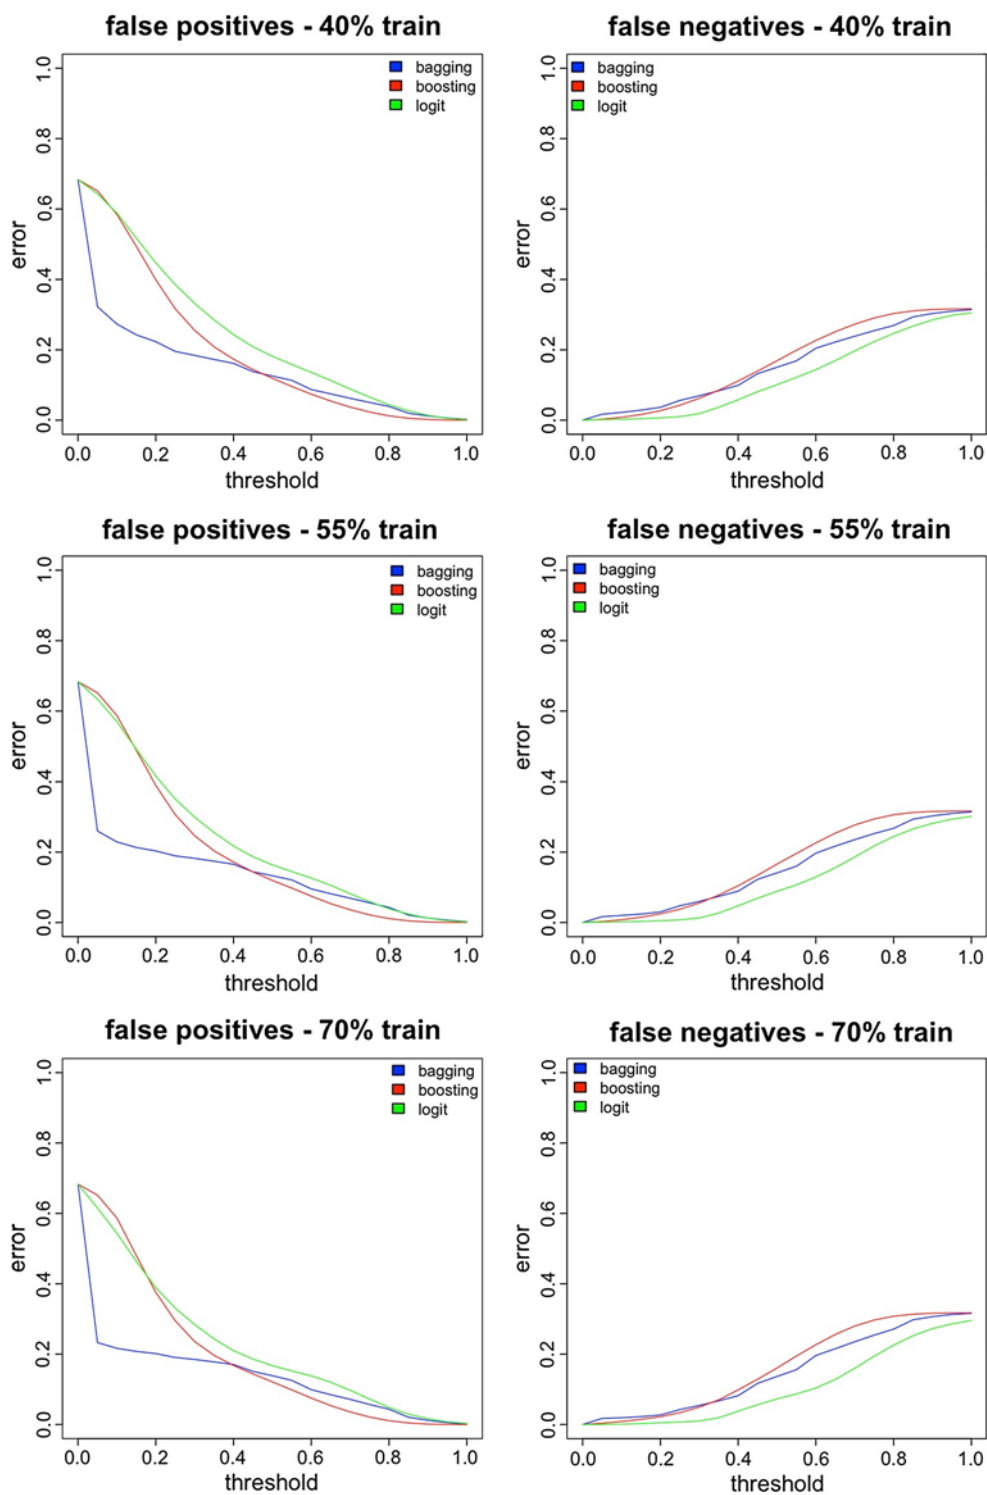 false positives - 40% train
bagging
boosting
logit
1.0
0.8
0.6
0.4
0.2
0.0
error
0.0 0.2 0.4 0.6 0.8 1.0
threshold
false negatives - 40% train
bagging
boosting
logit
1.0
0.8
0.6
0.4
0.2
0.0
error
0.0 0.2 0.4 0.6 0.8 1.0
threshold
false positives - 55% train
bagging
boosting
logit
1.0
0.8
0.6
0.4
0.2
0.0
error
0.0 0.2 0.4 0.6 0.8 1.0
threshold
false negatives - 55% train
bagging
boosting
logit
1.0
0.8
0.6
0.4
0.2
0.0
error
0.0 0.2 0.4 0.6 0.8 1.0
threshold
false positives - 70% train
bagging
boosting
logit
1.0
0.8
0.6
0.4
0.2
0.0
error
0.0 0.2 0.4 0.6 0.8 1.0
threshold
false negatives - 70% train
bagging
boosting
logit
1.0
0.8
0.6
0.4
0.2
0.0
error
0.0 0.2 0.4 0.6 0.8 1.0
threshold